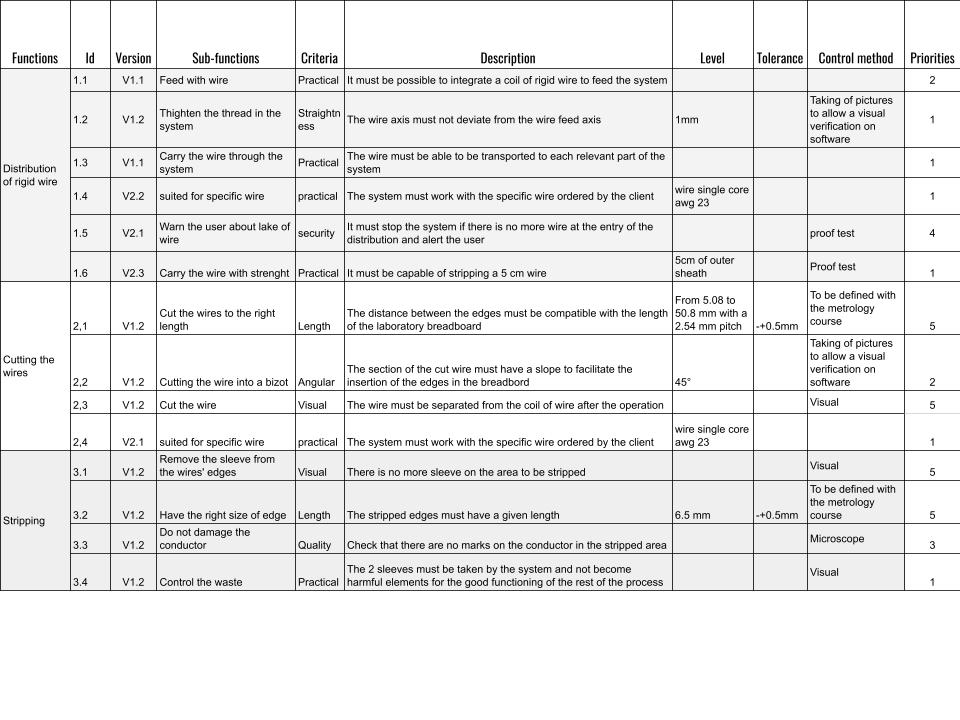 Functions Id Version Sub-functions Criteria Description Level Tolerance Control method Priorities
Distribution
of rigid wire
1.1 V1.1 Feed with wire Practical It must be possible to integrate a coil of rigid wire to feed the system 2
1.2 V1.2 Thighten the thread in the
system
Straightn
ess
The wire axis must not deviate from the wire feed axis 1mm
Taking of pictures
to allow a visual
verification on
software
1
1.3 V1.1 Carry the wire through the
system
Practical
The wire must be able to be transported to each relevant part of the
system
1
1.4 V2.2 suited for specific wire practical The system must work with the specific wire ordered by the client
wire single core
awg 23
1
1.5 V2.1 Warn the user about lake of
wire
security
It must stop the system if there is no more wire at the entry of the
distribution and alert the user
proof test 4
1.6 V2.3 Carry the wire with strenght Practical It must be capable of stripping a 5 cm wire
5cm of outer
sheath
Proof test
1
Cutting the
wires
2,1 V1.2 Cut the wires to the right
length
Length
The distance between the edges must be compatible with the length
of the laboratory breadboard
From 5.08 to
50.8 mm with a
2.54 mm pitch
-+0.5mm
To be defined with
the metrology
course
5
2,2 V1.2 Cutting the wire into a bizot Angular
The section of the cut wire must have a slope to facilitate the
insertion of the edges in the breadbord
45°
Taking of pictures
to allow a visual
verification on
software
2
2,3 V1.2 Cut the wire Visual The wire must be separated from the coil of wire after the operation Visual 5
2,4 V2.1 suited for specific wire practical The system must work with the specific wire ordered by the client
wire single core
awg 23
1
Stripping
3.1 V1.2 Remove the sleeve from
the wires' edges
Visual There is no more sleeve on the area to be stripped Visual 5
3.2 V1.2 Have the right size of edge Length The stripped edges must have a given length 6.5 mm -+0.5mm
To be defined with
the metrology
course
5
3.3 V1.2 Do not damage the
conductor
Quality Check that there are no marks on the conductor in the stripped area Microscope 3
3.4 V1.2 Control the waste Practical
The 2 sleeves must be taken by the system and not become
harmful elements for the good functioning of the rest of the process
Visual
1